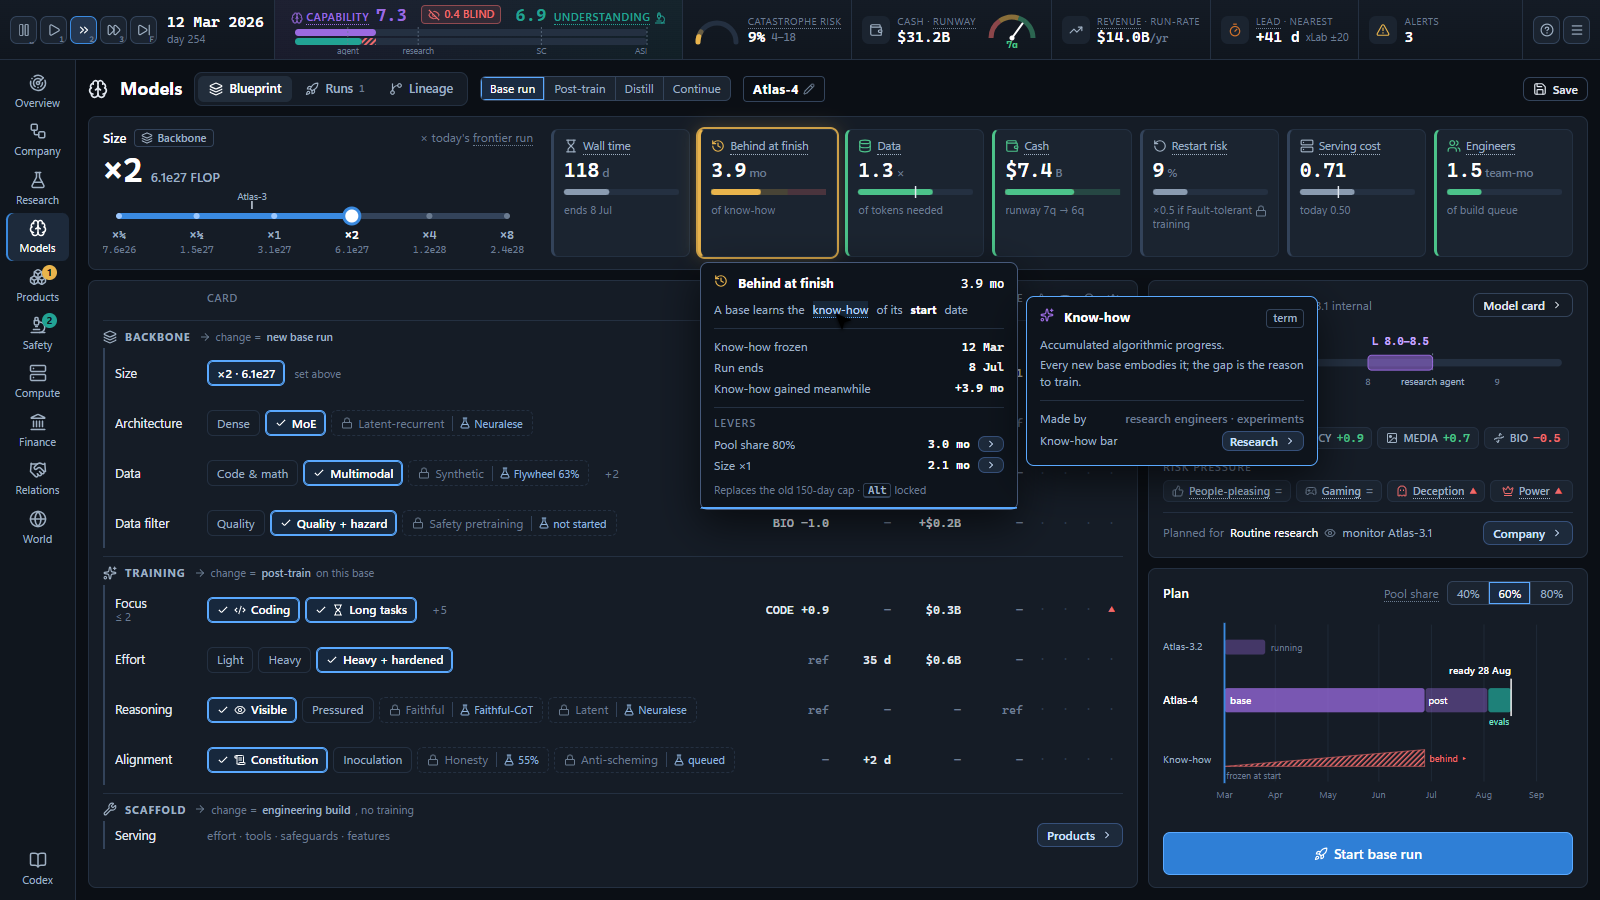 12 Mar 2026
day 254
CAPABILITY 7.3
0.4 BLIND
6.9 UNDERSTANDING
agent research SC ASI
CATASTROPHE RISK
9% 4–18
CASH · RUNWAY
$31.2B
7q
REVENUE · RUN-RATE
$14.0B/yr
LEAD · NEAREST
+41 d xLab ±20
ALERTS
3
Overview
Company
Research
Models
Products
1
Safety
2
Compute
Finance
Relations
World
Codex
Models
Blueprint
Runs 1
Lineage
Base run
Post-train
Distill
Continue
Atlas-4
Save
Size
Backbone
× today's frontier run
×2 6.1e27 FLOP
Atlas-3
×1 ×2 ×4 ×8
7.6e26 1.5e27 3.1e27 6.1e27 1.2e28 2.4e28
Wall time
118 d
ends 8 Jul
Behind at finish
3.9 mo
of know-how
Data
1.3 ×
of tokens needed
Cash
$7.4 B
runway 7q → 6q
Restart risk
9 %
×0.5 if Fault-tolerant training
Serving cost
0.71
today 0.50
Engineers
1.5 team-mo
of build queue
CARD
BACKBONE → change = new base run
Size
×2 · 6.1e27
set above
Architecture
Dense
MoE
Latent-recurrent
Neuralese
Data
Code & math
Multimodal
Synthetic
Flywheel 63%
+2
Data filter
Quality
Quality + hazard
Safety pretraining
not started
BIO −1.0 – +$0.2B –
TRAINING → change = post-train on this base
Focus
≤ 2
Coding
Long tasks
+5
CODE +0.9 – $0.3B –
Effort
Light
Heavy
Heavy + hardened
ref 35 d $0.6B –
Reasoning
Visible
Pressured
Faithful
Faithful-CoT
Latent
Neuralese
ref – – ref
Alignment
Constitution
Inoculation
Honesty
55%
Anti-scheming
queued
– +2 d – –
SCAFFOLD → change = engineering build , no training
Serving
effort · tools · safeguards · features
Products
Behind at finish 3.9 mo
A base learns the know-how of its start date
Know-how frozen 12 Mar
Run ends 8 Jul
Know-how gained meanwhile +3.9 mo
LEVERS
Pool share 80% 3.0 mo
Size ×1 2.1 mo
Replaces the old 150-day cap · Alt locked
Know-how
term
Accumulated algorithmic progress.
Every new base embodies it; the gap is the reason
to train.
Made by research engineers · experiments
Know-how bar Research
3.1 internal
Model card
L 8.0–8.5
8 research agent 9
CY +0.9
MEDIA +0.7
BIO −0.5
RISK PRESSURE
People-pleasing =
Gaming =
Deception ▲
Power ▲
Planned for Routine research monitor Atlas-3.1
Company
Plan
Pool share
40%
60%
80%
Atlas-3.2
running
ready 28 Aug
Atlas-4
base
post
evals
Know-how
behind
frozen at start
Mar Apr May Jun Jul Aug Sep
Start base run